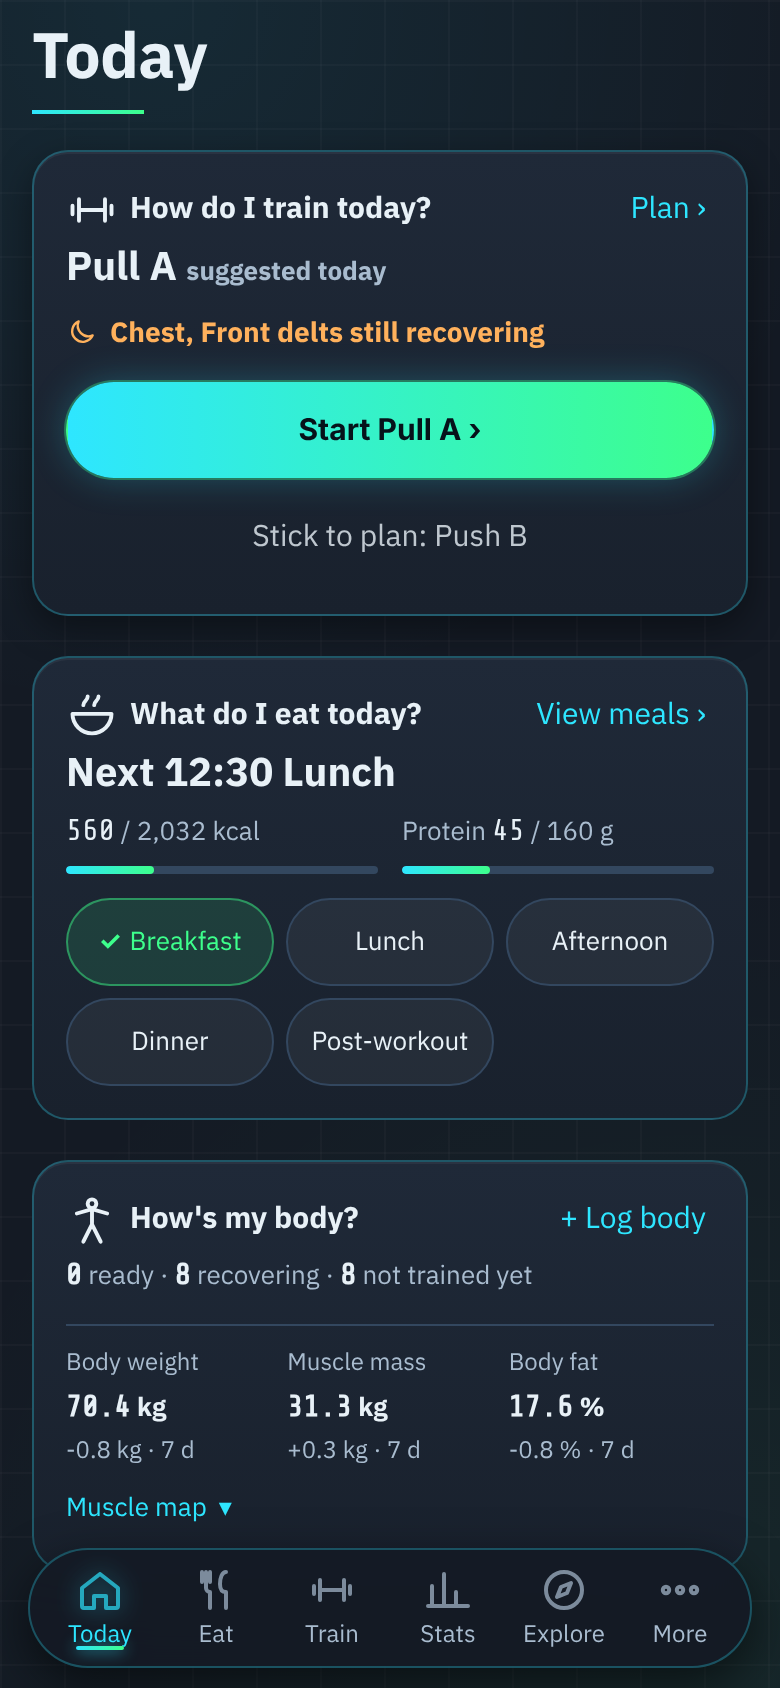 Today
How do I train today? Plan ›
Pull A suggested today
Chest, Front delts still recovering
Start Pull A ›
Stick to plan: Push B
What do I eat today? View meals ›
Next 12:30 Lunch
560 / 2,032 kcal Protein 45 / 160 g
✓ Breakfast Lunch Afternoon
Dinner Post-workout
How's my body? + Log body
0 ready · 8 recovering · 8 not trained yet
Body weight Muscle mass Body fat
70.4 kg 31.3 kg 17.6 %
-0.8 kg · 7 d +0.3 kg · 7 d -0.8 % · 7 d
Muscle map ▼
Today Eat Train Stats Explore More